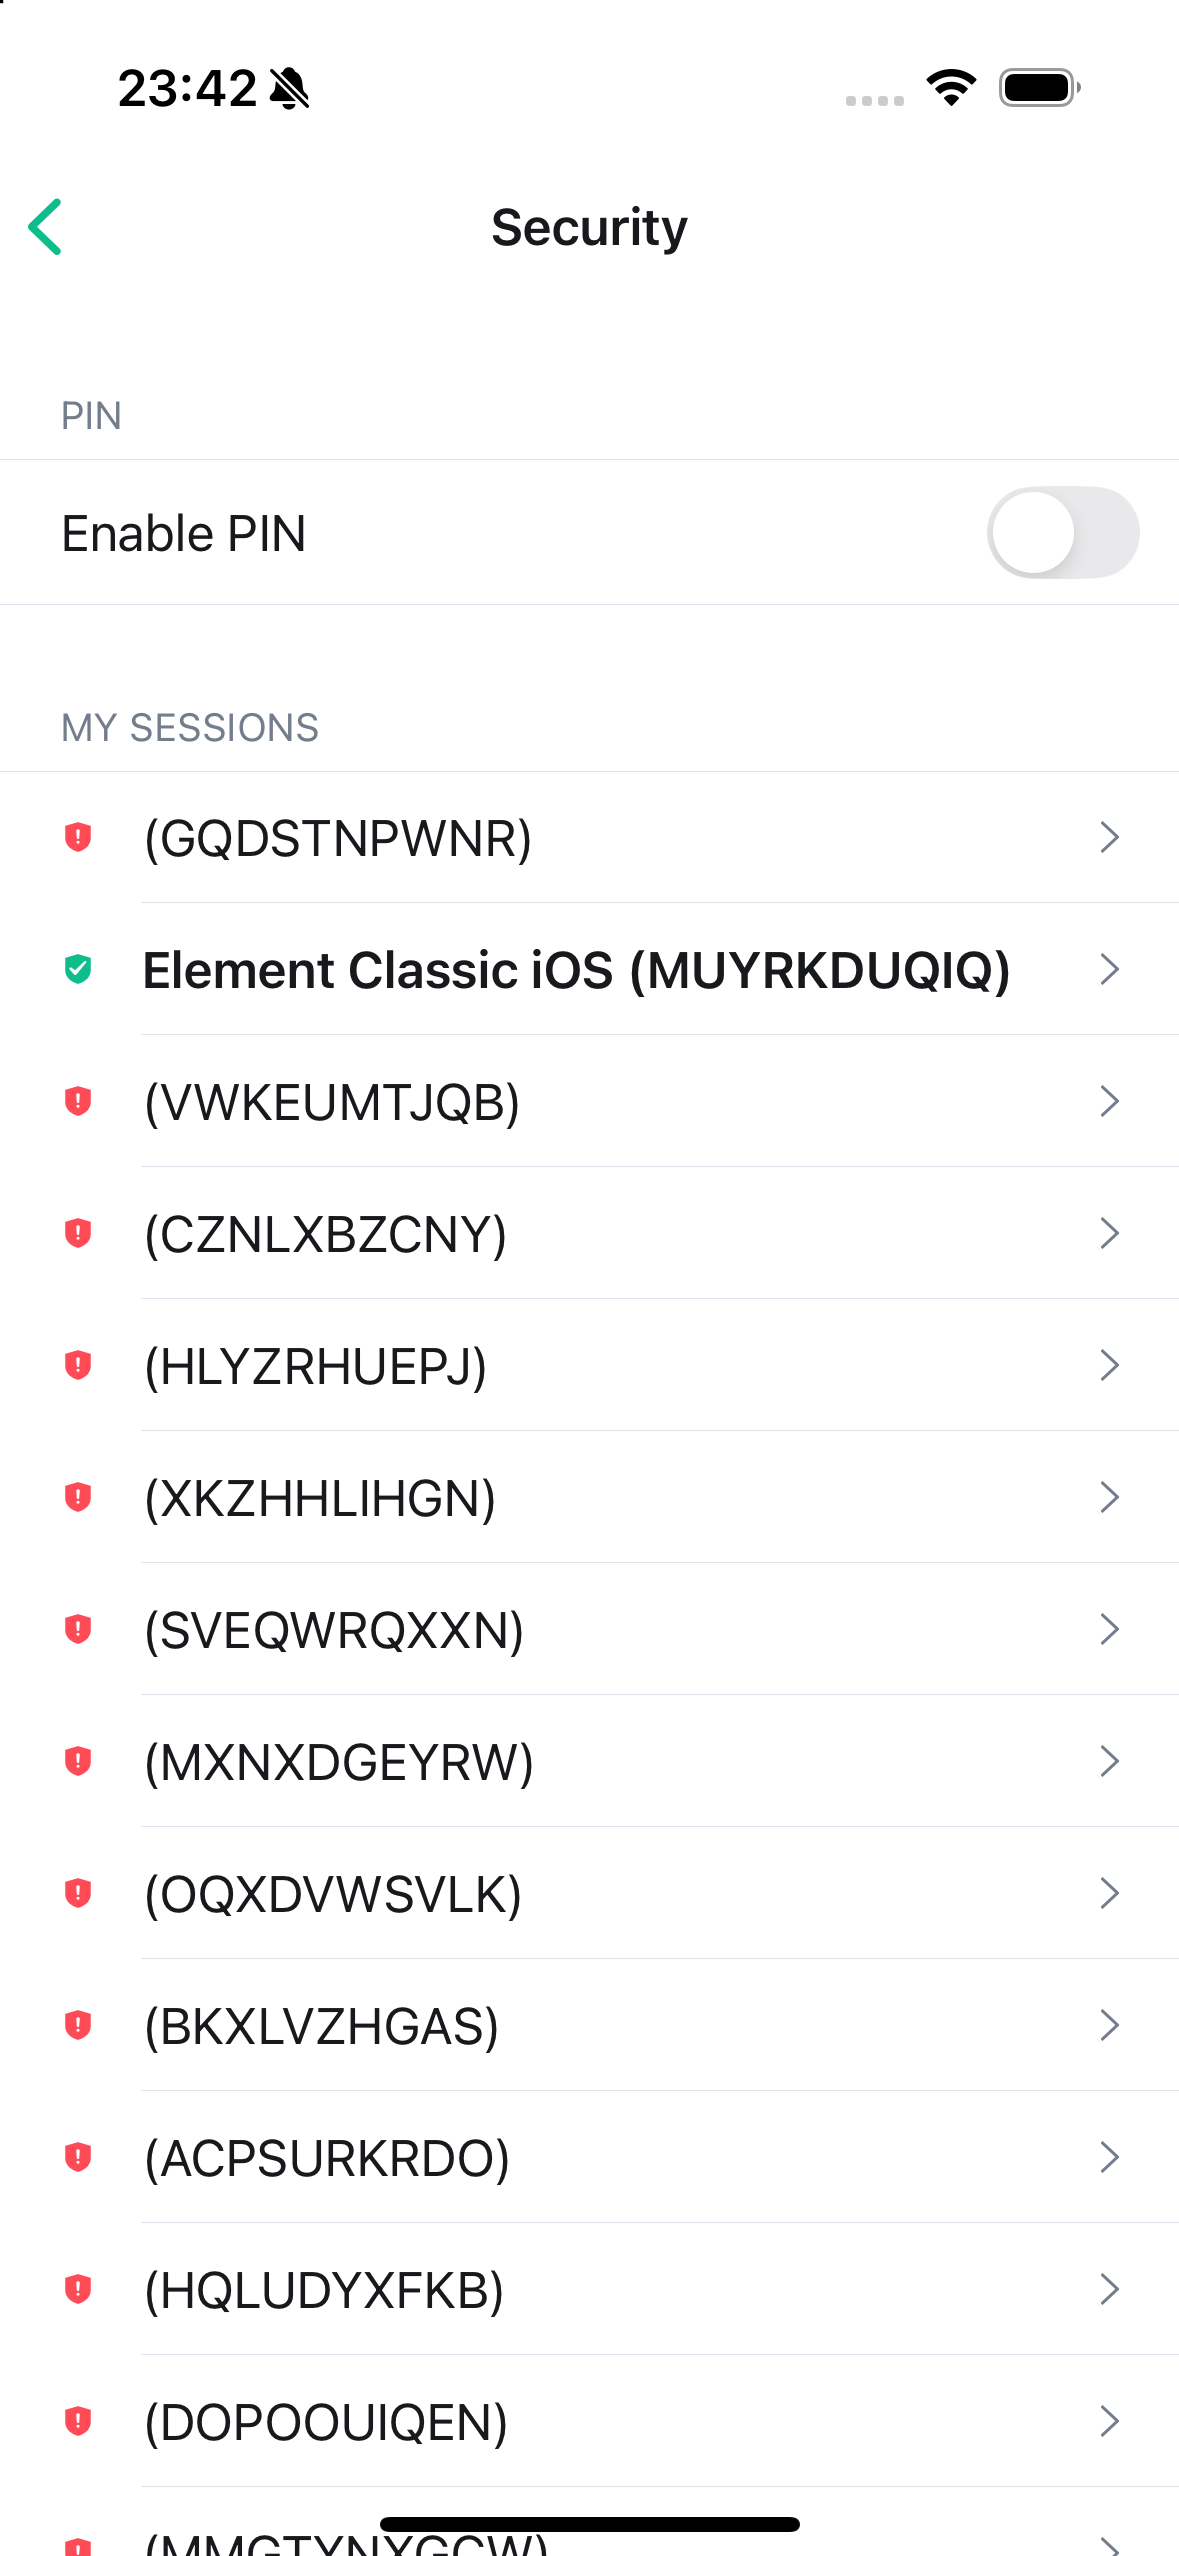 23:42
Security
PIN
Enable PIN
MY SESSIONS
(GQDSTNPWNR)
Element Classic iOS (MUYRKDUQIQ)
(VWKEUMTJQB)
(CZNLXBZCNY)
(HLYZRHUEPJ)
(XKZHHLIHGN)
(SVEQWRQXXN)
(MXNXDGEYRW)
(OQXDVWSVLK)
(BKXLVZHGAS)
(ACPSURKRDO)
(HQLUDYXFKB)
(DOPOOUIQEN)